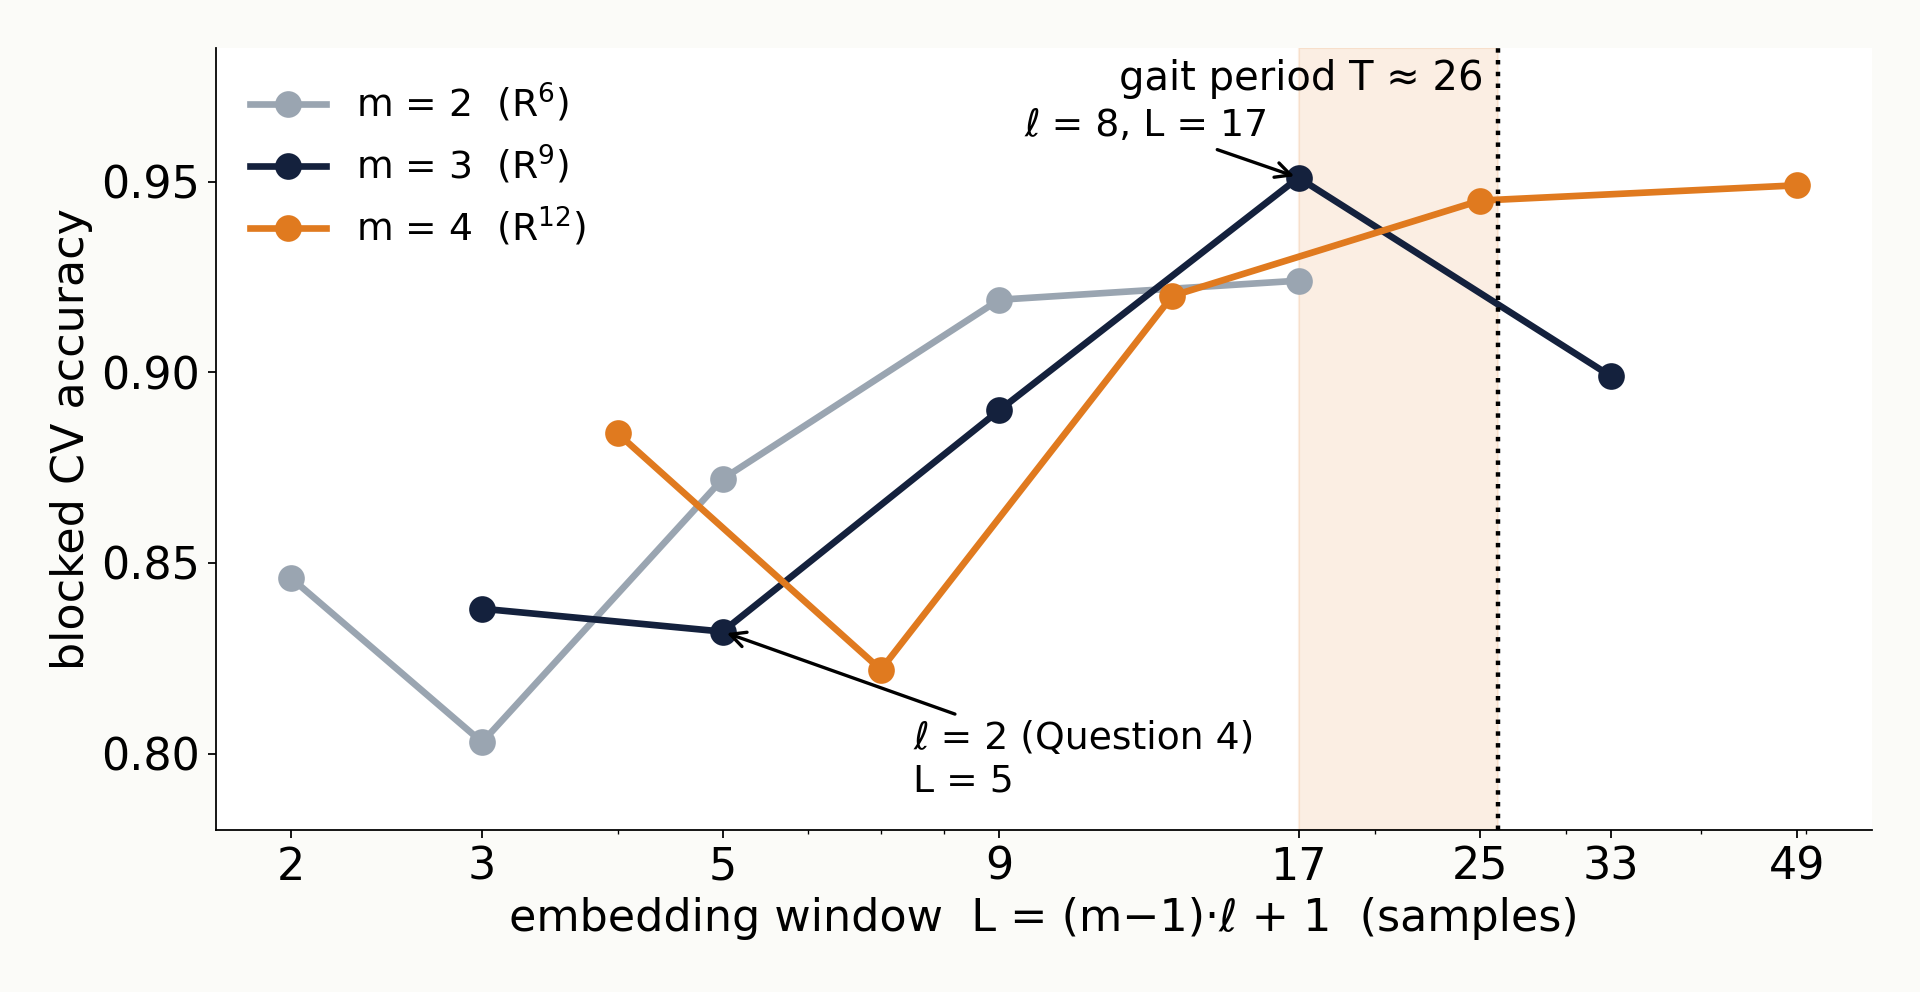 gait period T ≈ 26
ℓ = 8, L = 17
m = 2 (R⁶)
m = 3 (R⁹)
m = 4 (R¹²)
0.95
0.90
0.85
0.80
blocked CV accuracy
ℓ = 2 (Question 4)
L = 5
2 3 5 9 17 25 33 49
embedding window L = (m−1)·ℓ + 1 (samples)